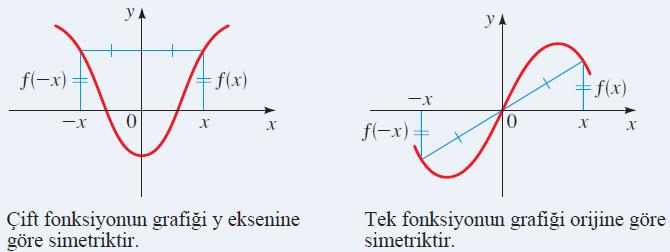 y
f(−x)
f(x)
−x
0
x
x
Çift fonksiyonun grafiği y eksenine
göre simetriktir.
y
−x
f(x)
f(−x)
0
x
x
Tek fonksiyonun grafiği orijine göre
simetriktir.